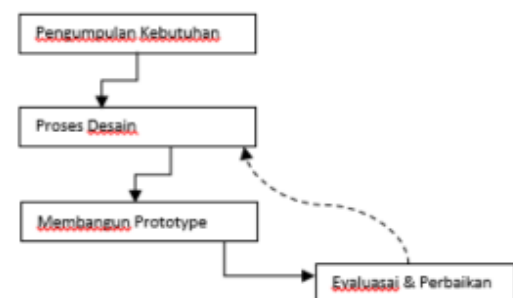 Pengumpulan Kebutuhan
Proses Desain
Membangun Prototype
Evaluasai & Perbaikan